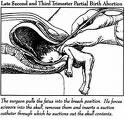 Late Second and Third Trimester Partial Birth Abortion
The surgeon pulls the fetus into the breach position. He forces
scissors into the skull, removes them and inserts a suction
catheter through which he suctions out the skull contents.